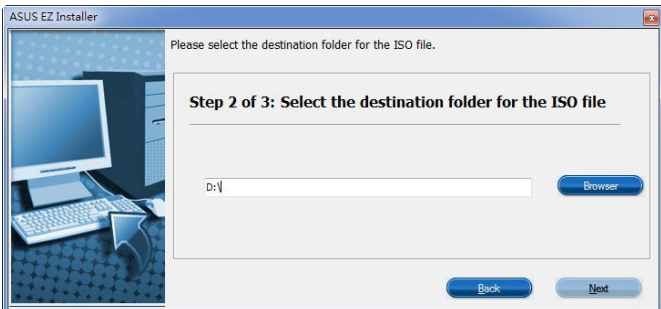 ASUS EZ Installer
Please select the destination folder for the ISO file.
Step 2 of 3: Select the destination folder for the ISO file
D:\
Browser
Back
Next